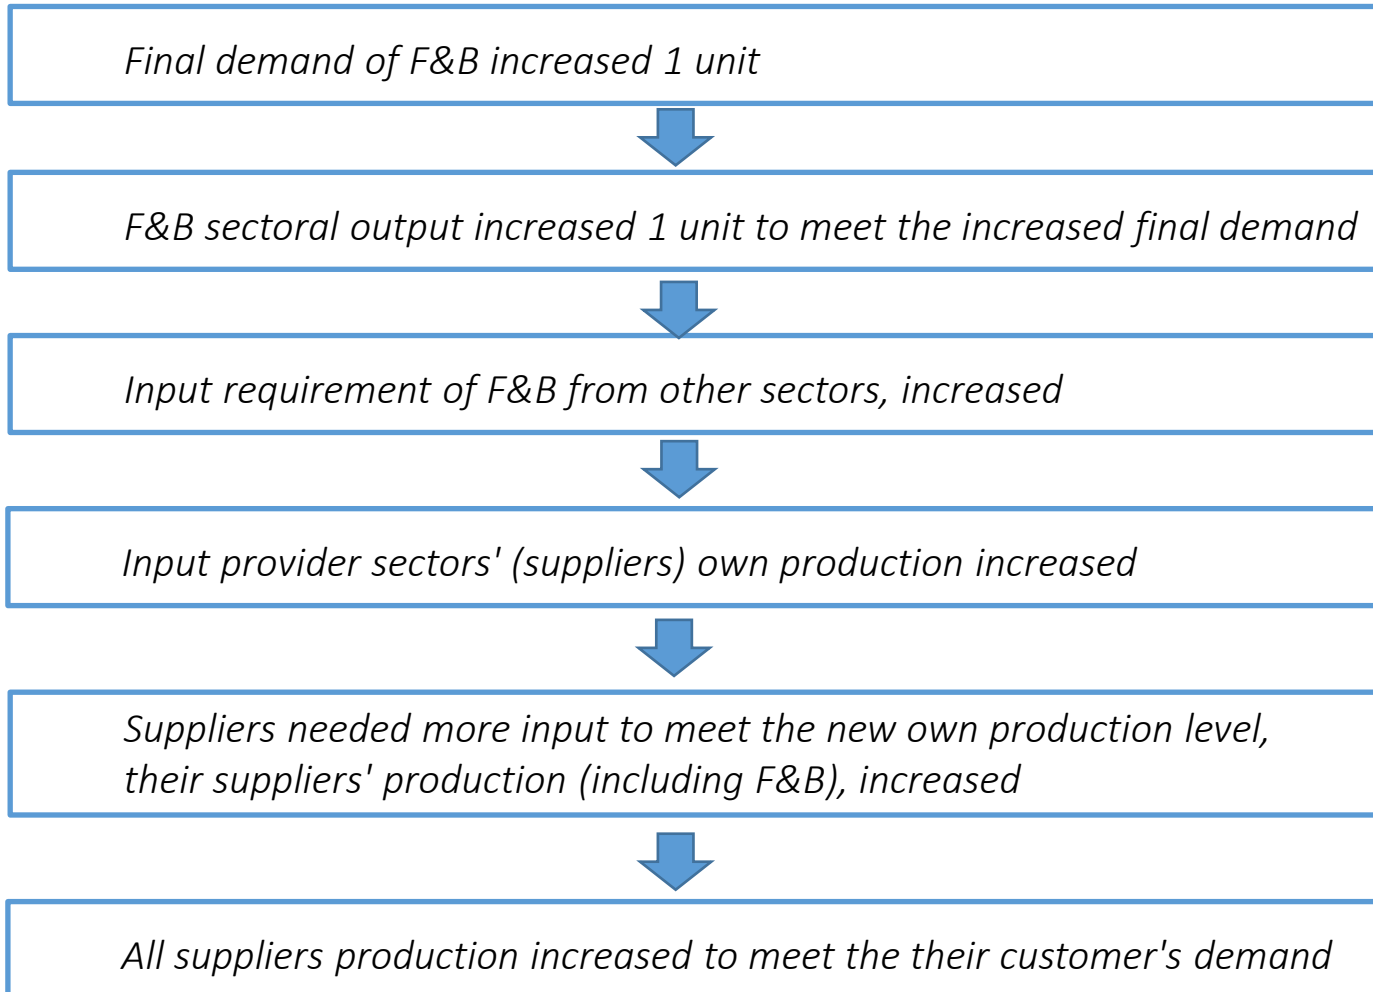 Final demand of F&B increased 1 unit
F&B sectoral output increased 1 unit to meet the increased final demand
Input requirement of F&B from other sectors, increased
Input provider sectors' (suppliers) own production increased
Suppliers needed more input to meet the new own production level,
their suppliers' production (including F&B), increased
All suppliers production increased to meet the their customer's demand